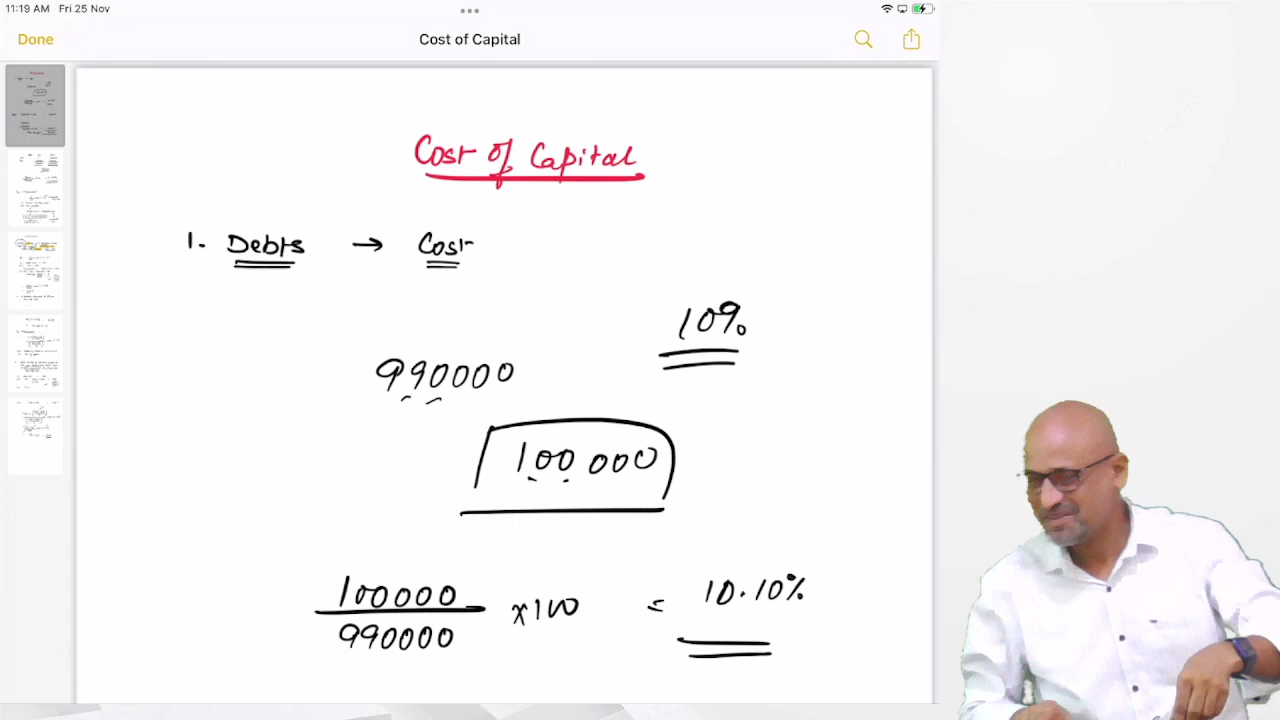 11:19 AM Fri 25 Nov
Done
Cost of Capital
Cost of Capital
1. Debts → Cost
10%
990000
100000
100000
990000
×100 = 10.10%